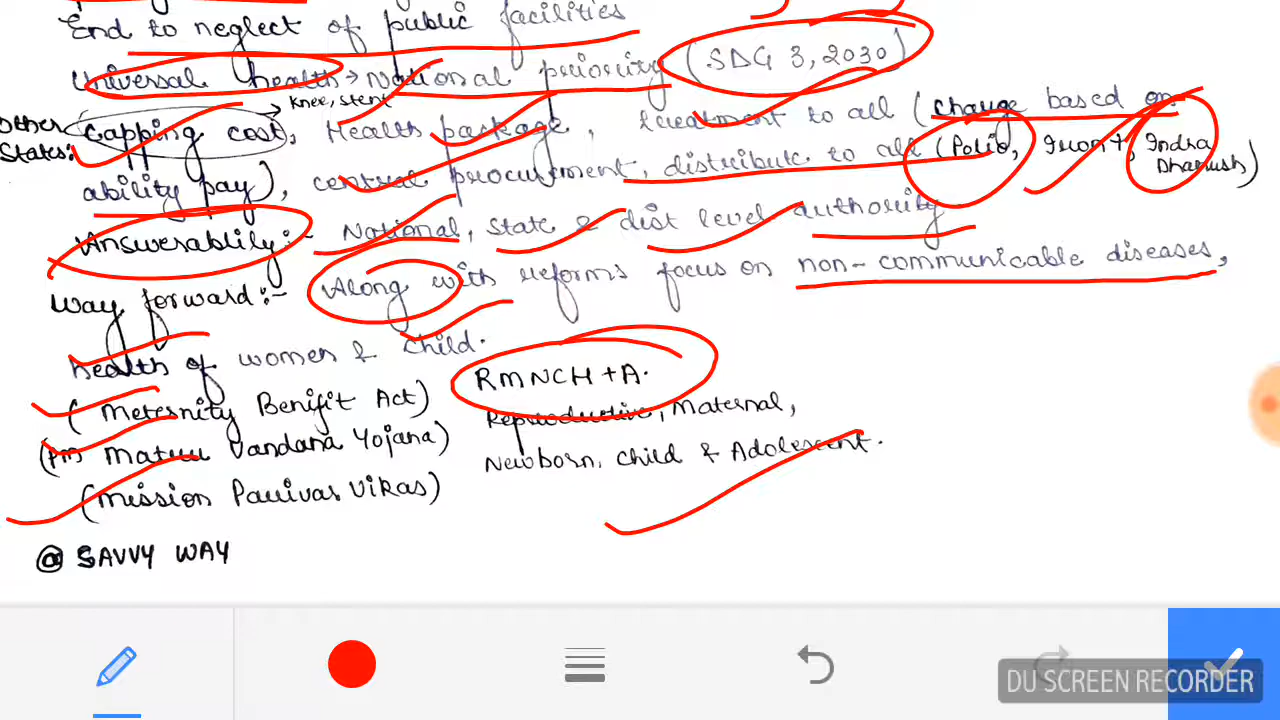 End to neglect of public facilities
Universal health → National priority (SDG 3, 2030)
Knee, stent
Other States: Capping cost, Health package, treatment to all (change based on
ability pay), central procurement, distribute to all (Polio, Iron+, Indra Dhanush)
Answerablily:- National, state & dist level authority
Way forward:- Along with reforms focus on non-communicable diseases,
health of women & child.
(Meternity Benifit Act) RMNCH+A.
Reproductive, Maternal,
(PM Matru Vandana Yojana)
Newborn, child & Adolescent.
(Mission Parivar Vikas)
@ SAVVY WAY
DU SCREEN RECORDER